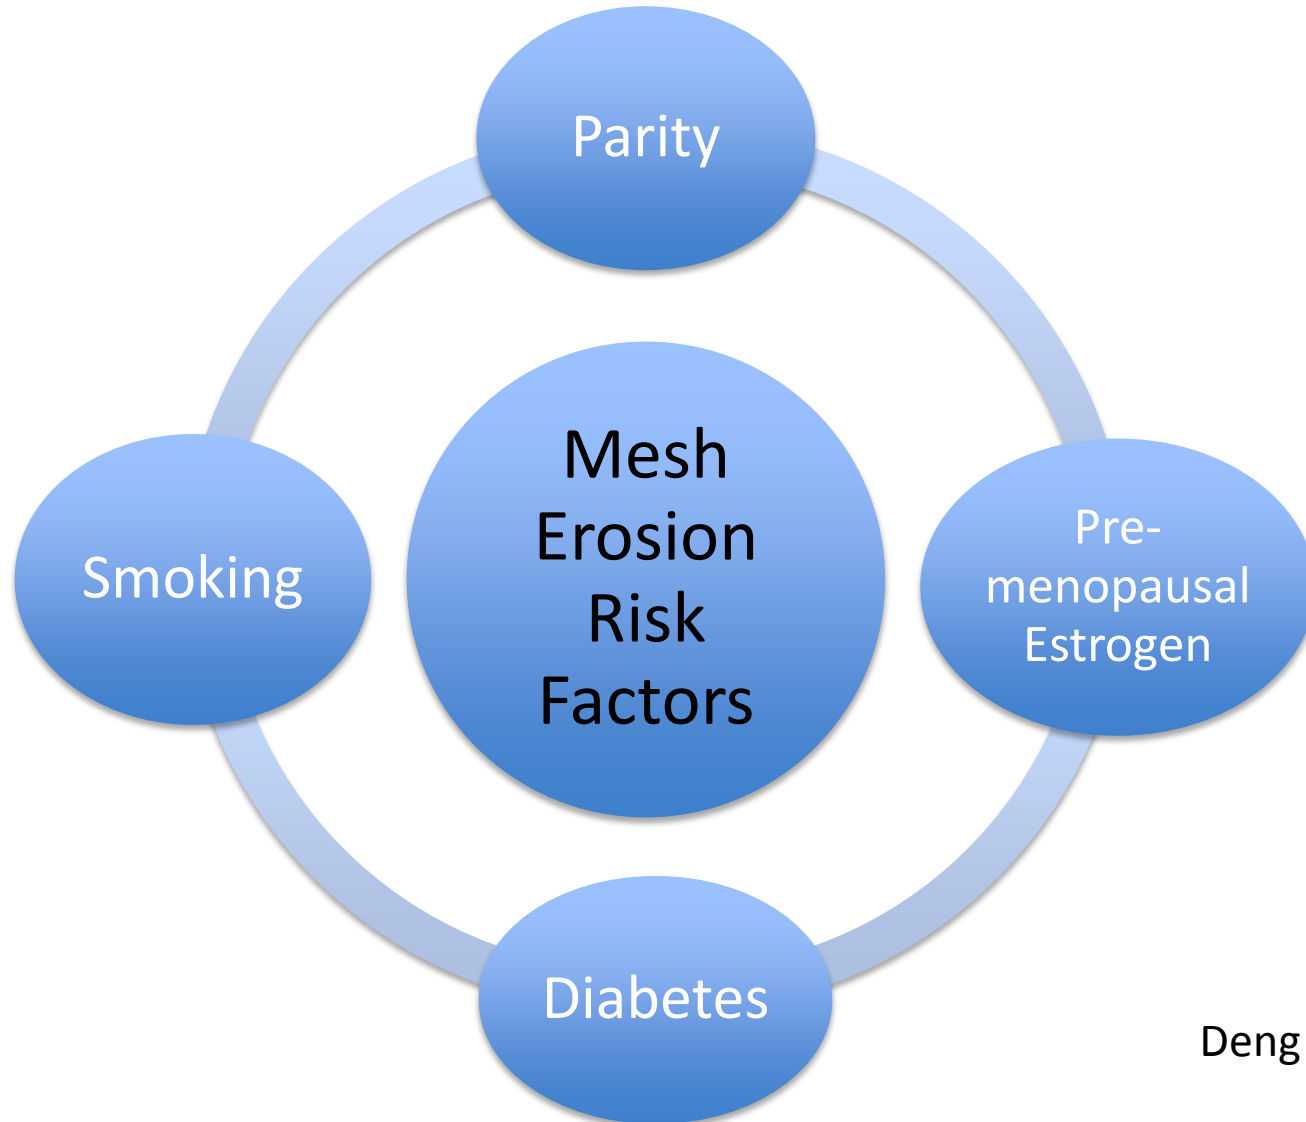 Parity
Mesh
Erosion
Risk
Factors
Smoking
Pre-
menopausal
Estrogen
Diabetes
Deng